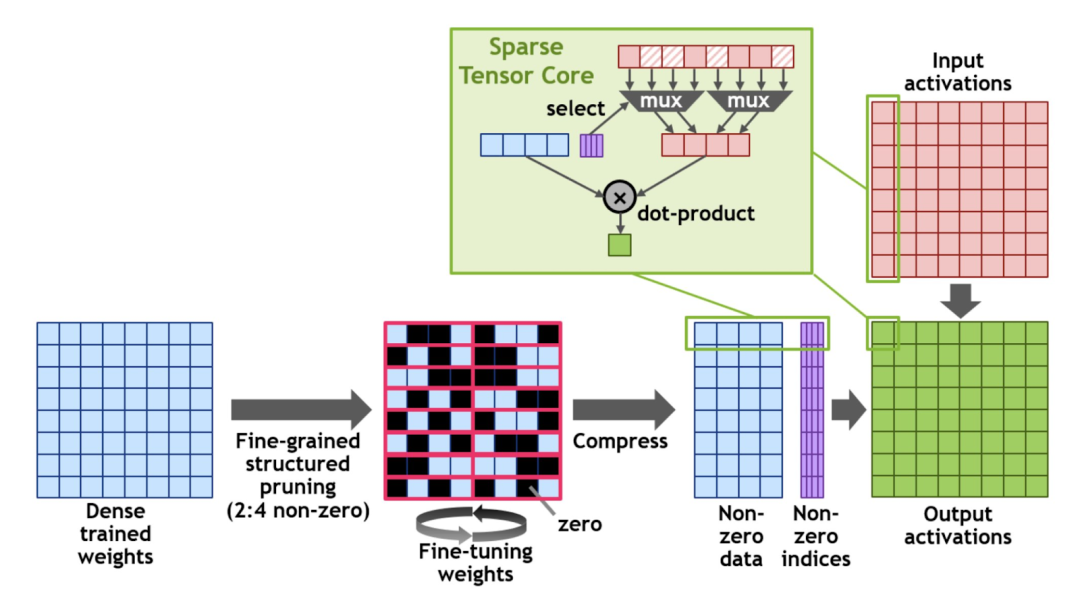 Sparse
Tensor Core
select
mux
mux
×
dot-product
Input
activations
Dense
trained
weights
Fine-grained
structured
pruning
(2:4 non-zero)
zero
Fine-tuning
weights
Compress
Non-
zero
data
Non-
zero
indices
Output
activations